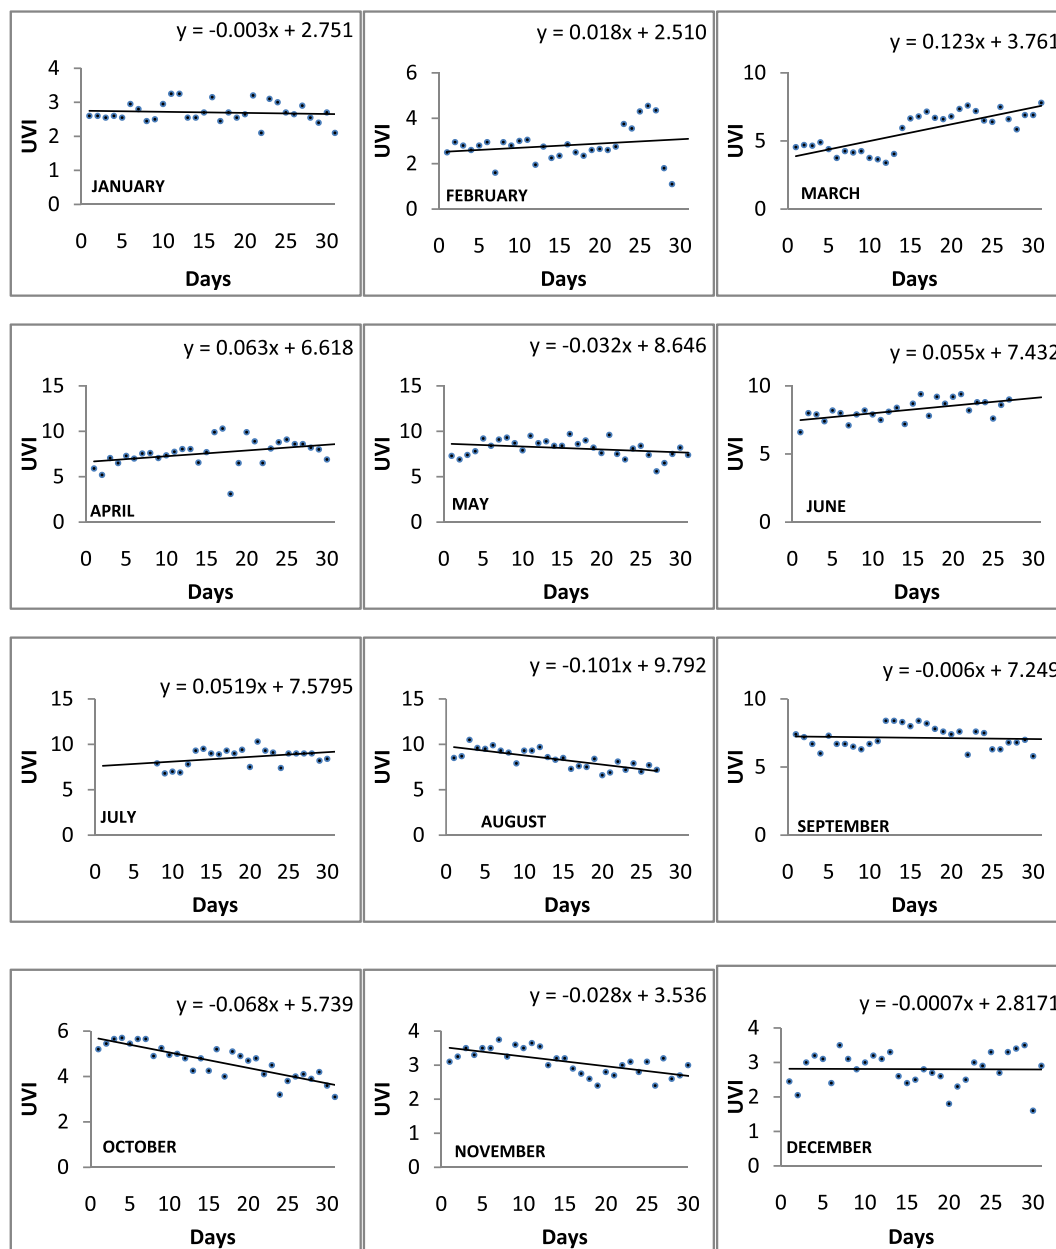 y = -0.003x + 2.751
4
3
2
1
0
UVI
JANUARY
0 5 10 15 20 25 30
Days
y = 0.018x + 2.510
6
4
2
0
UVI
FEBRUARY
0 5 10 15 20 25 30
Days
y = 0.123x + 3.761
10
5
0
UVI
MARCH
0 5 10 15 20 25 30
Days
y = 0.063x + 6.618
15
10
5
0
UVI
APRIL
0 5 10 15 20 25 30
Days
y = -0.032x + 8.646
15
10
5
0
UVI
MAY
0 5 10 15 20 25 30
Days
y = 0.055x + 7.432
10
5
0
UVI
JUNE
0 5 10 15 20 25 30
Days
y = 0.0519x + 7.5795
15
10
5
0
UVI
JULY
0 5 10 15 20 25 30
Days
y = -0.101x + 9.792
15
10
5
0
UVI
AUGUST
0 5 10 15 20 25 30
Days
y = -0.006x + 7.249
10
5
0
UVI
SEPTEMBER
0 5 10 15 20 25 30
Days
y = -0.068x + 5.739
6
4
2
0
UVI
OCTOBER
0 5 10 15 20 25 30
Days
y = -0.028x + 3.536
4
3
2
1
0
UVI
NOVEMBER
0 5 10 15 20 25 30
Days
y = -0.0007x + 2.8171
4
3
2
1
0
UVI
DECEMBER
0 5 10 15 20 25 30
Days